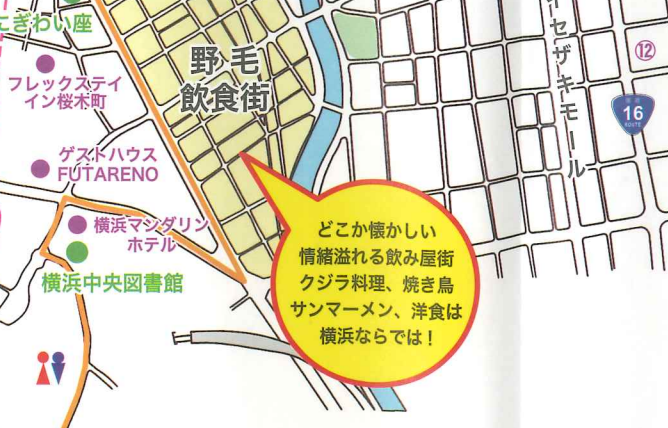 にぎわい座
フレックスステイ
イン桜木町
ゲストハウス
FUTARENO
横浜マンダリン
ホテル
横浜中央図書館
野毛
飲食街
どこか懐かしい
情緒溢れる飲み屋街
クジラ料理、焼き鳥
サンマーメン、洋食は
横浜ならでは！
イセザキモール
⑫
国道
16
ROUTE